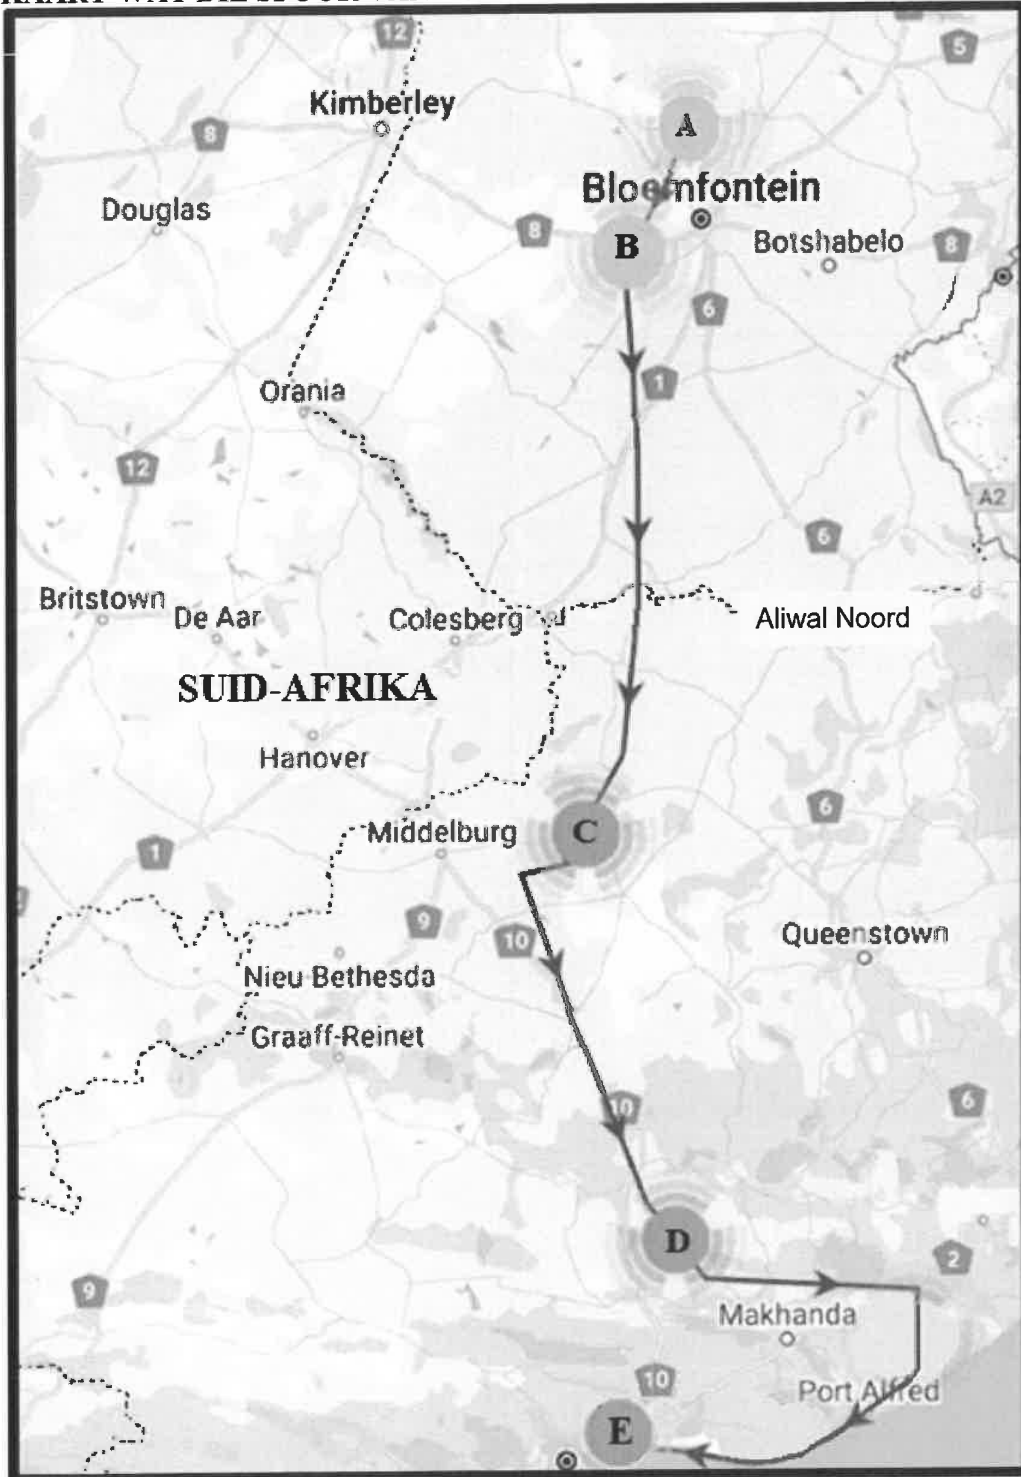 12
5
Kimberley
A
8
Bloemfontein
Douglas
8
B
Botshabelo
8
6
1
Orania
12
A2
6
Britstown
De Aar
Colesberg
Aliwal Noord
SUID-AFRIKA
Hanover
6
Middelburg
C
1
9
10
Queenstown
Nieu Bethesda
Graaff-Reinet
10
6
D
2
9
Makhanda
10
Port Alfred
E